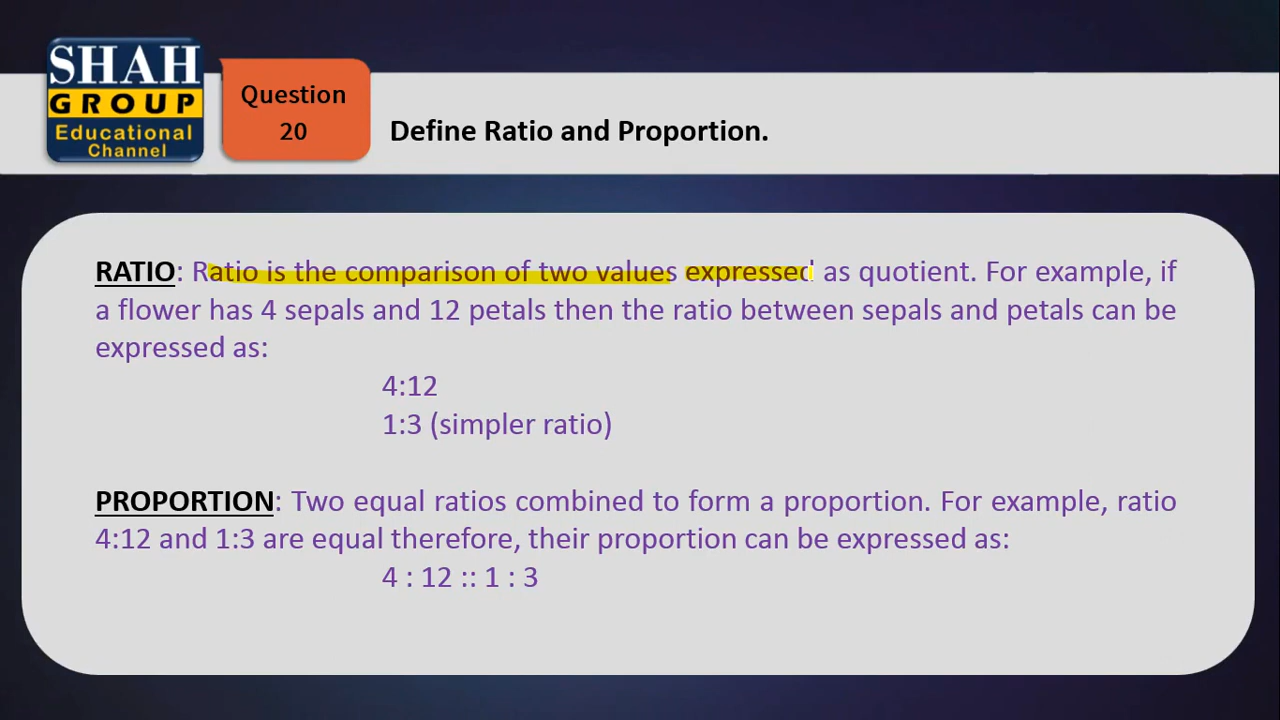 SHAH
GROUP
Educational
Channel
Question
20
Define Ratio and Proportion.
RATIO: Ratio is the comparison of two values expressed as quotient. For example, if
a flower has 4 sepals and 12 petals then the ratio between sepals and petals can be
expressed as:
4:12
1:3 (simpler ratio)
PROPORTION: Two equal ratios combined to form a proportion. For example, ratio
4:12 and 1:3 are equal therefore, their proportion can be expressed as:
4 : 12 :: 1 : 3